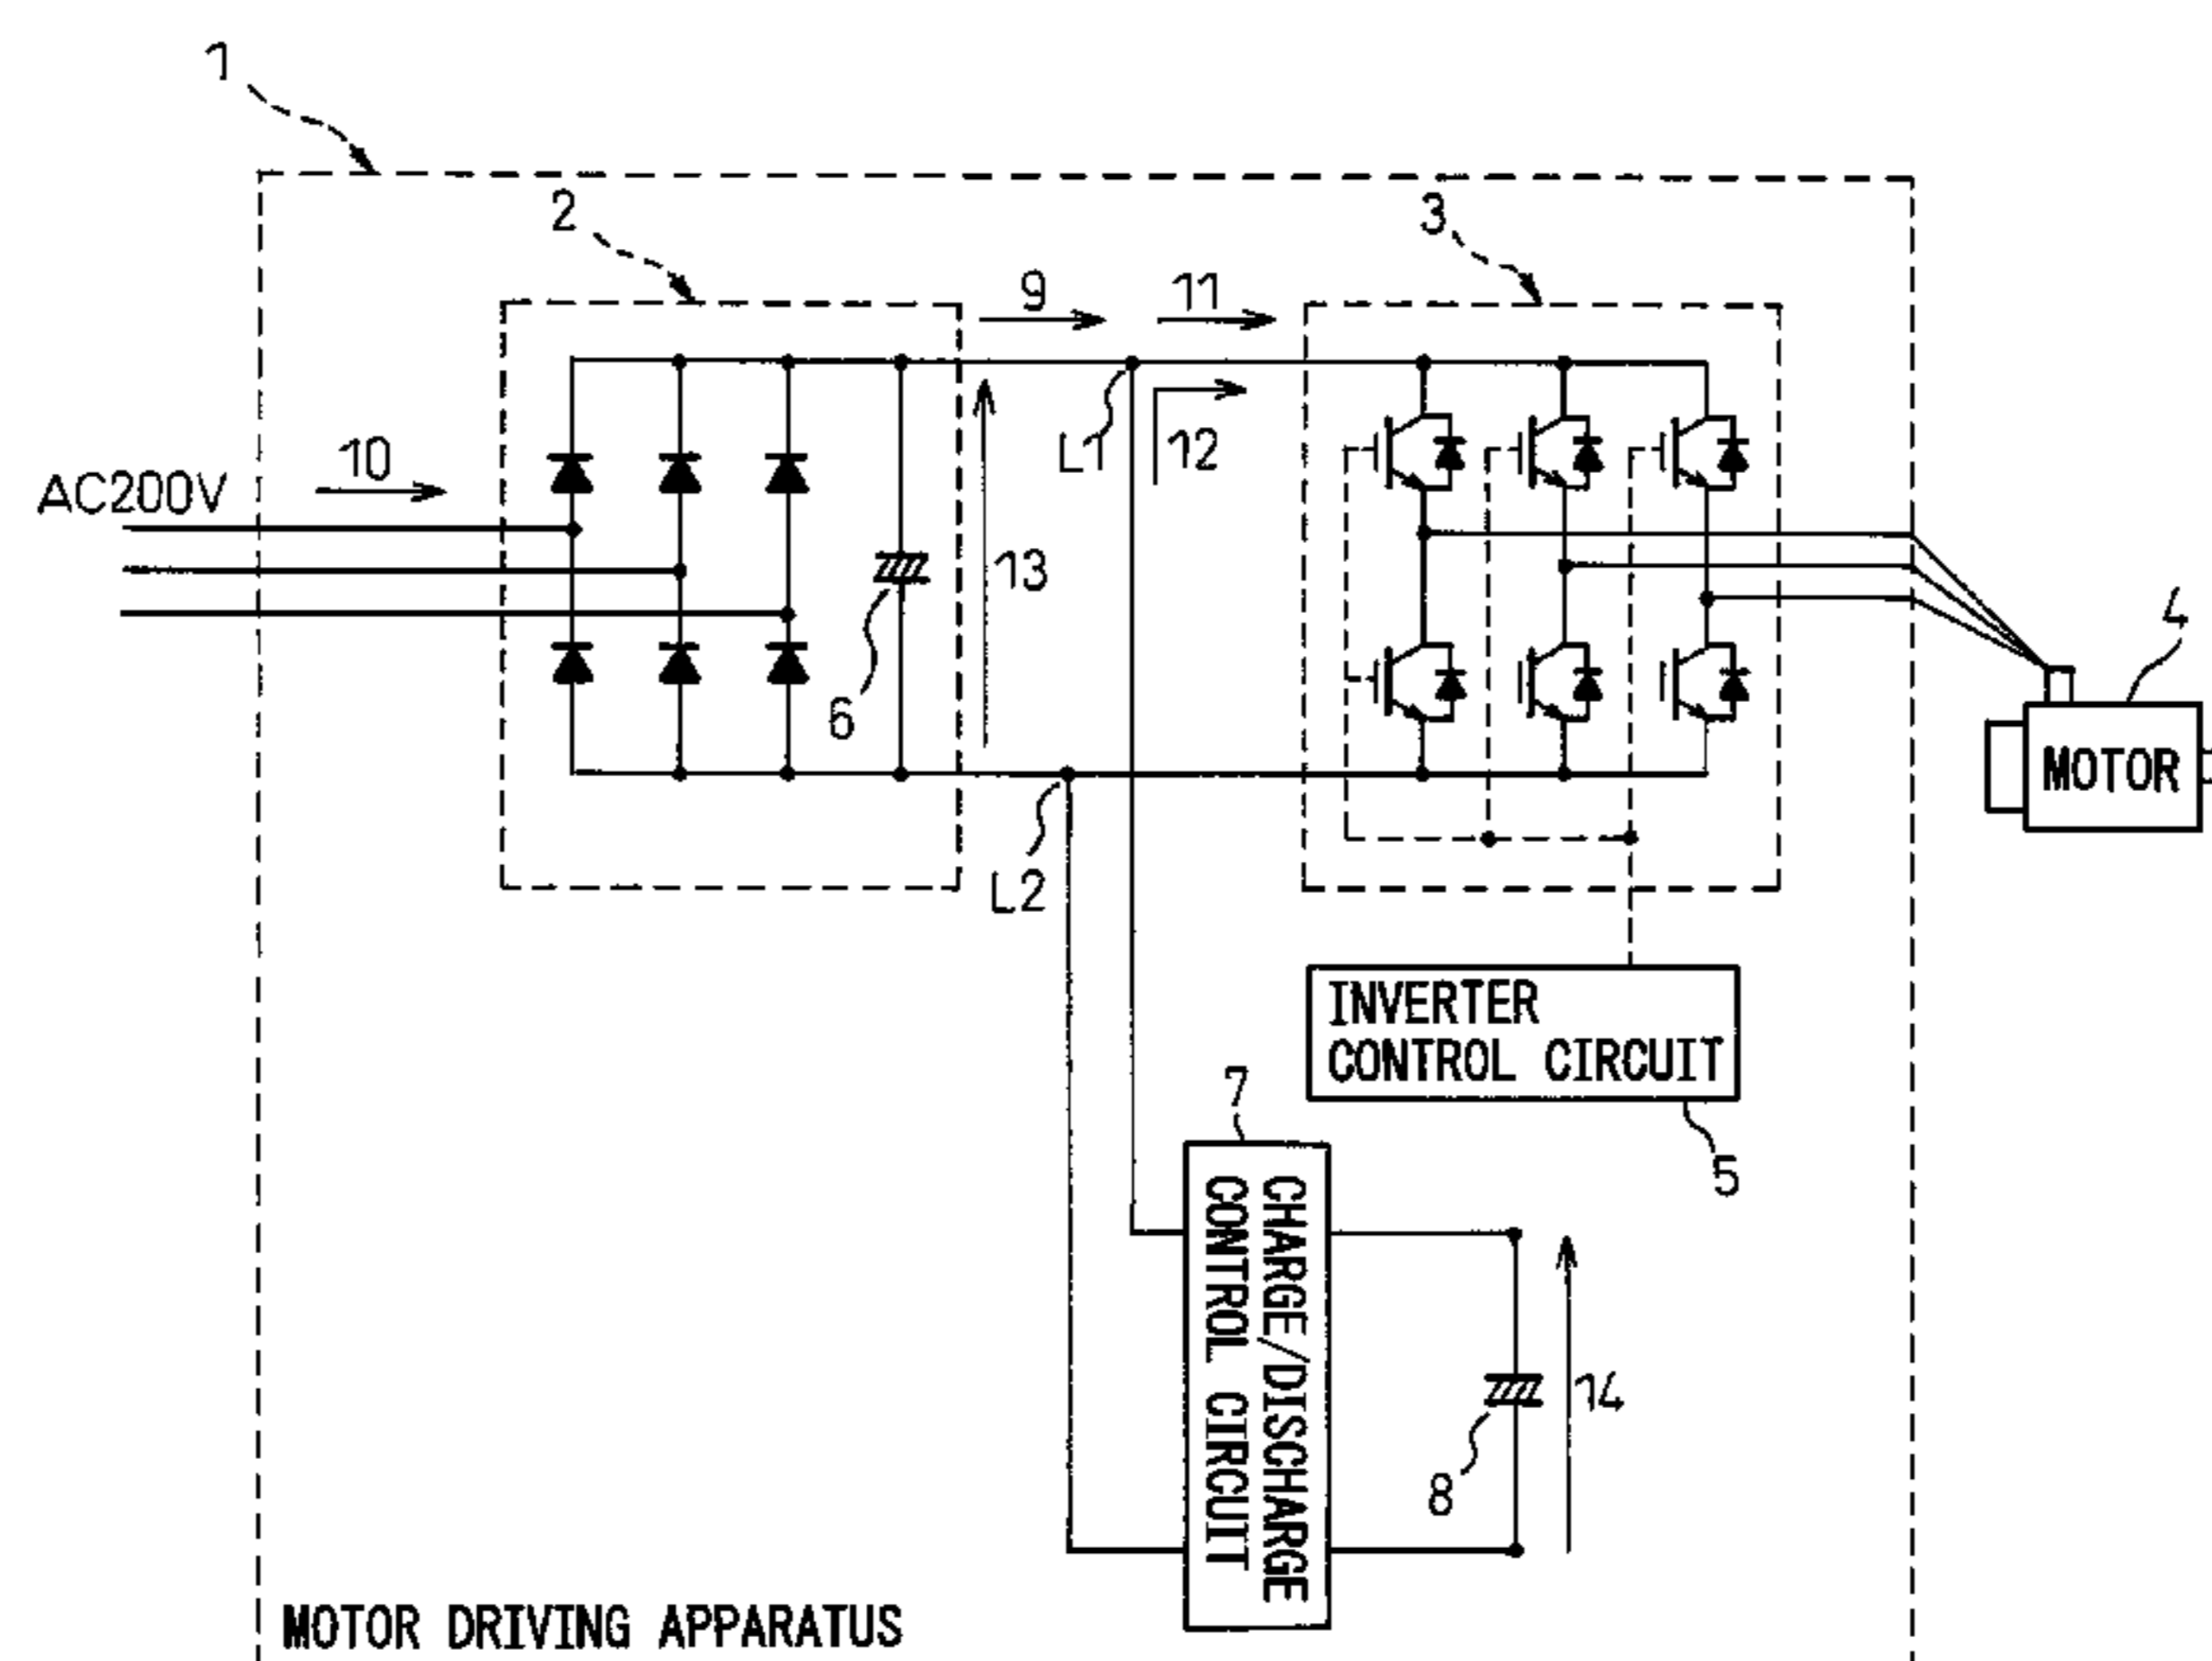 1
2
3
9
11
10
AC200V
L1
12
13
6
4
MOTOR
L2
INVERTER
CONTROL CIRCUIT
5
7
CHARGE/DISCHARGE
CONTROL CIRCUIT
14
8
MOTOR DRIVING APPARATUS